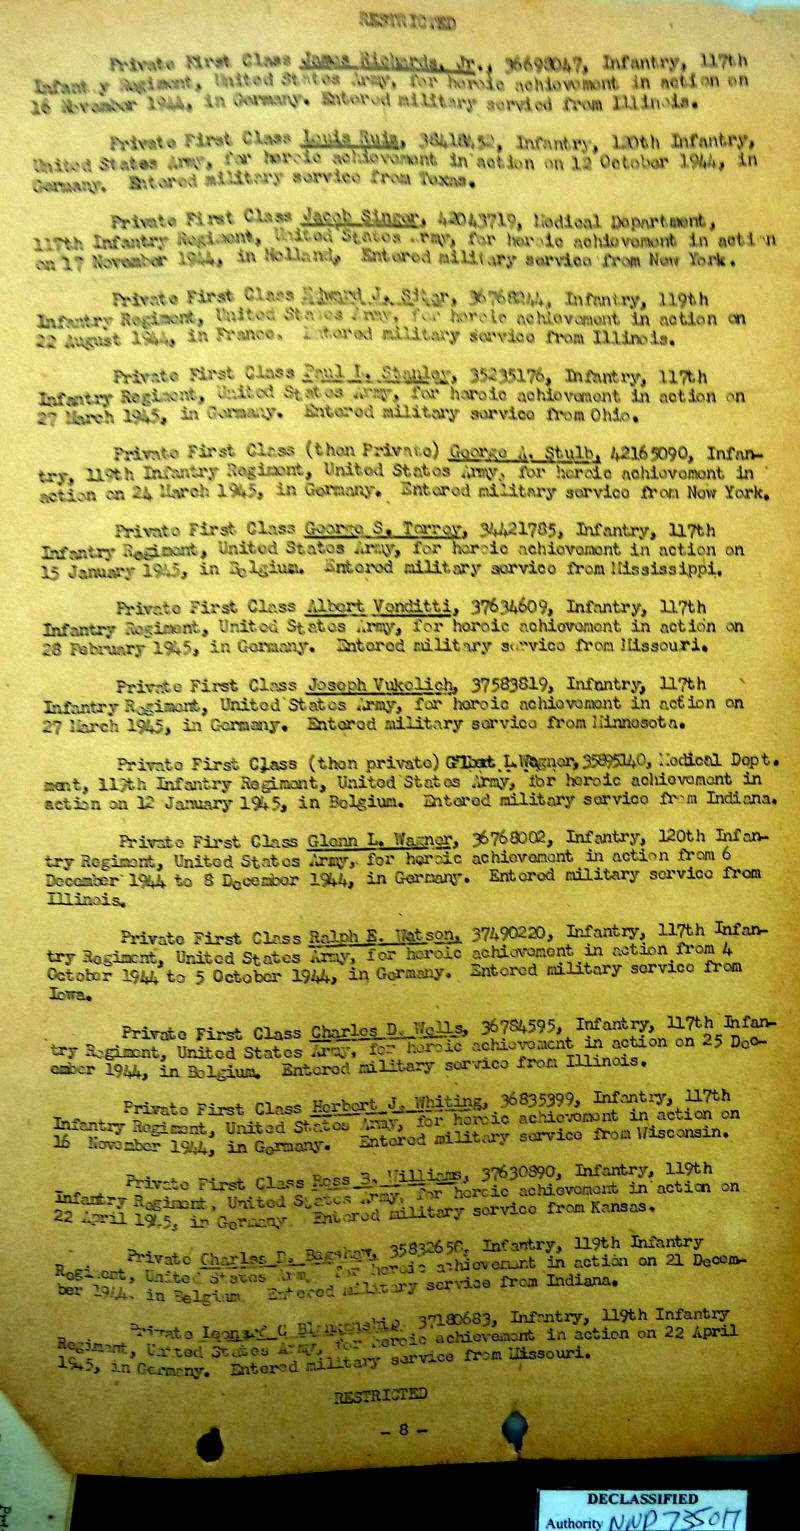 RESTRICTED
Private First Class James Richards, Jr., 36698047, Infantry, 117th
Infant y Regiment, United States Army, for heroic achievement in action on
16 November 1944, in Germany. Entered military serviced from Illinois.
Private First Class Louis Ruiz, 38418452, Infantry, 120th Infantry,
United States Army, for heroic achievement in action on 12 October 1944, in
Germany. Entered military service from Texas.
Private First Class Jacob Singer, 42043719, Medical Department,
117th Infantry Regiment, United States Army, for heroic achievement in action
on 17 November 1944, in Holland, Entered military service from New York.
Private First Class Edward J. Sitar, 36768244, Infantry, 119th
Infantry Regiment, United States Army, for heroic achievement in action on
22 August 1944, in France. Entered military service from Illinois.
Private First Class Paul L. Stanley, 35235176, Infantry, 117th
Infantry Regiment, United States Army, for heroic achievement in action on
27 March 1945, in Germany. Entered military service from Ohio.
Private First Class (then Private) George A. Stulb, 42165090, Infan-
try, 119th Infantry Regiment, United States Army, for heroic achievement in
action on 24 March 1945, in Germany. Entered military service from New York.
Private First Class George S. Torrey, 34421785, Infantry, 117th
Infantry Regiment, United States Army, for heroic achievement in action on
15 January 1945, in Belgium. Entered military service from Mississippi.
Private First Class Albert Venditti, 37634609, Infantry, 117th
Infantry Regiment, United States Army, for heroic achievement in action on
28 February 1945, in Germany. Entered military service from Missouri.
Private First Class Joseph Vukelich, 37583819, Infantry, 117th
Infantry Regiment, United States Army, for heroic achievement in action on
27 March 1945, in Germany. Entered military service from Minnesota.
Private First Class (then private) Wagner, 35895140, Medical Dept.
ment, 117th Infantry Regiment, United States Army, for heroic achievement in
action on 12 January 1945, in Belgium. Entered military service from Indiana.
Private First Class Glenn L. Wagner, 36768002, Infantry, 120th Infan-
try Regiment, United States Army, for heroic achievement in action from 6
December 1944 to 8 December 1944, in Germany. Entered military service from
Illinois.
Private First Class Ralph E. Watson, 37490220, Infantry, 117th Infan-
try Regiment, United States Army, for heroic achievement in action from 4
October 1944 to 5 October 1944, in Germany. Entered military service from
Iowa.
Private First Class Charles D. Wells, 36784595, Infantry, 117th Infan-
try Regiment, United States Army, for heroic achievement in action on 25 Dec-
ember 1944, in Belgium. Entered military service from Illinois.
Private First Class Herbert J. Whiting, 36835399, Infantry, 117th
Infantry Regiment, United States Army, for heroic achievement in action on
16 November 1944, in Germany. Entered military service from Wisconsin.
Private First Class Ross B. Williams, 37630890, Infantry, 119th
Infantry Regiment, United States Army, for heroic achievement in action on
22 April 1945, in Germany. Entered military service from Kansas.
Private Charles D. Bagshaw, 35832656, Infantry, 119th Infantry
Regiment, United States Army, for heroic achievement in action on 21 Decem-
ber 1944, in Belgium. Entered military service from Indiana.
Private Leonard C Blankenship, 37180683, Infantry, 119th Infantry
Regiment, United States Army, for heroic achievement in action on 22 April
1945, in Germany. Entered military service from Missouri.
RESTRICTED
- 8 -
DECLASSIFIED
Authority NND 735017